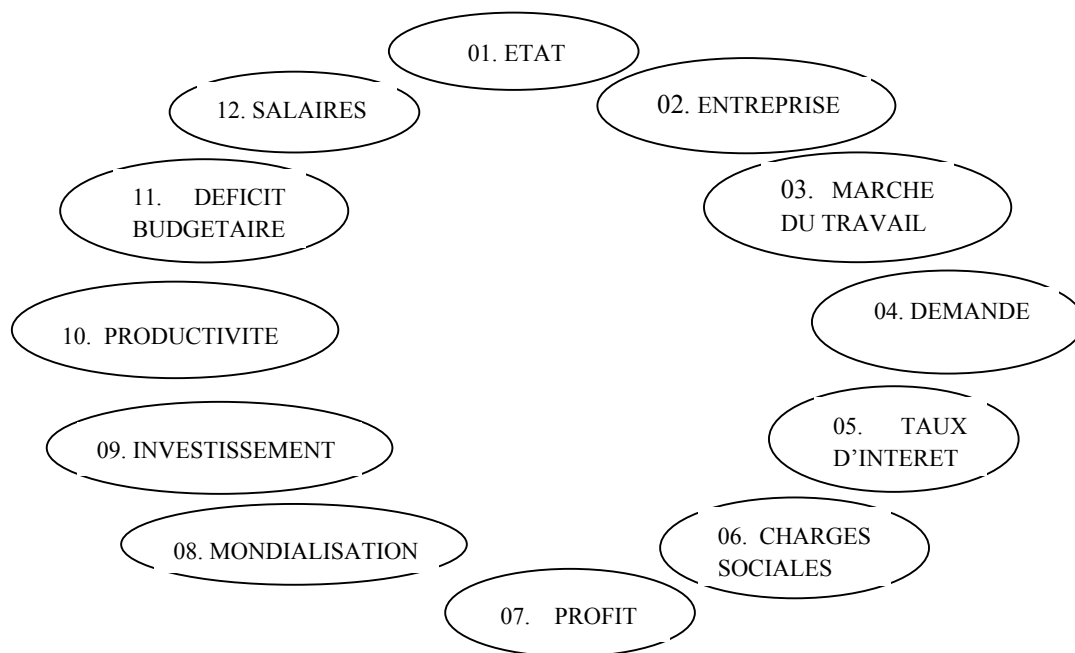 01. ETAT
02. ENTREPRISE
03. MARCHE
DU TRAVAIL
04. DEMANDE
05. TAUX
D’INTERET
06. CHARGES
SOCIALES
07. PROFIT
08. MONDIALISATION
09. INVESTISSEMENT
10. PRODUCTIVITE
11. DEFICIT
BUDGETAIRE
12. SALAIRES